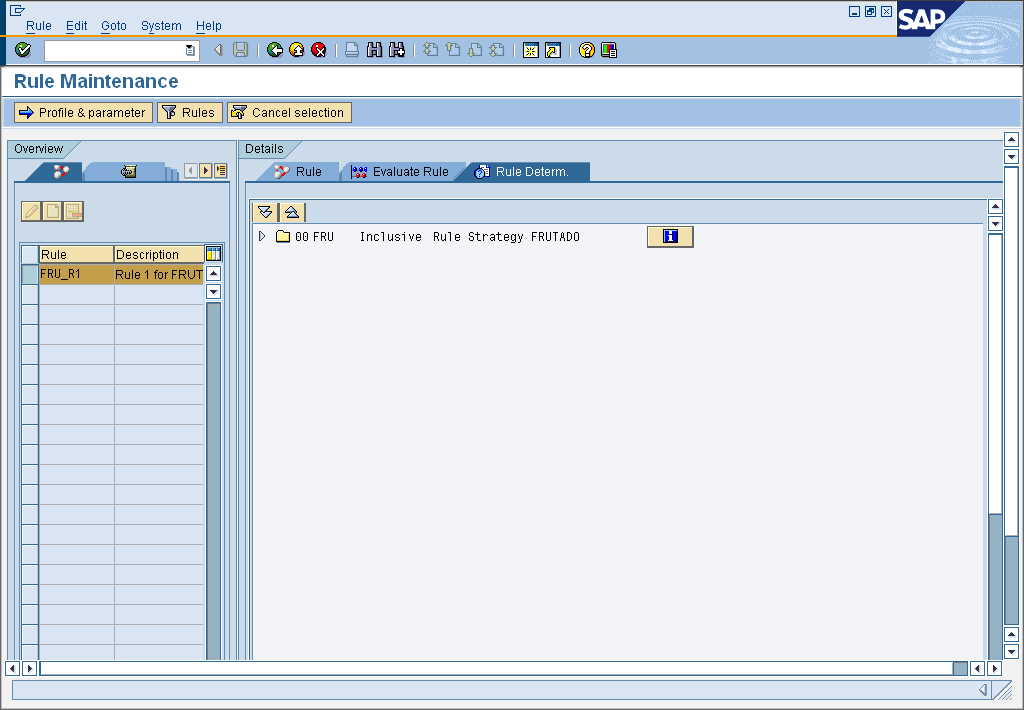 Rule Edit Goto System Help
SAP
Rule Maintenance
Profile & parameter Rules Cancel selection
Overview
Details
Rule Evaluate Rule Rule Determ.
00 FRU Inclusive Rule Strategy FRUTADO
Rule Description
FRU_R1 Rule 1 for FRUT